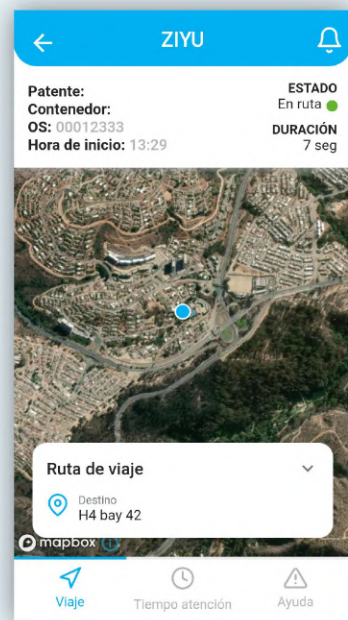 ZIYU
Patente:
Contenedor:
OS: 00012333
Hora de inicio: 13:29
ESTADO
En ruta
DURACIÓN
7 seg
Ruta de viaje
Destino
H4 bay 42
mapbox
Viaje
Tiempo atención
Ayuda